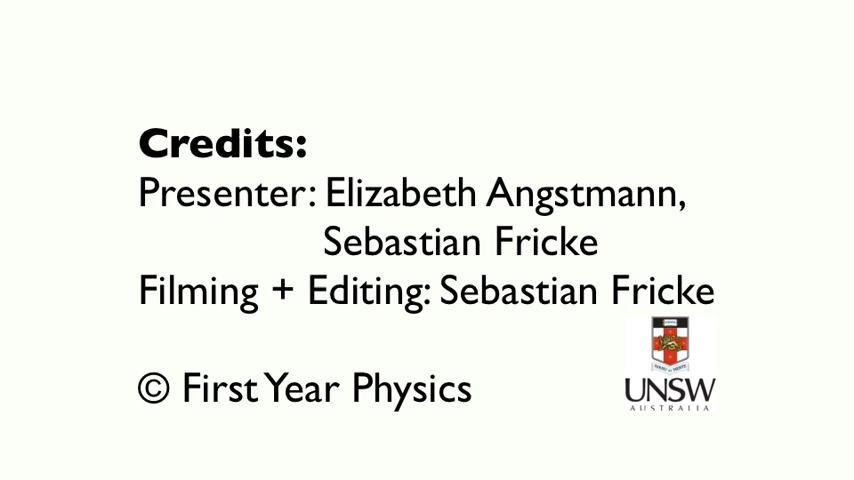 Credits:
Presenter: Elizabeth Angstmann,
Sebastian Fricke
Filming + Editing: Sebastian Fricke
© First Year Physics
UNSW
AUSTRALIA